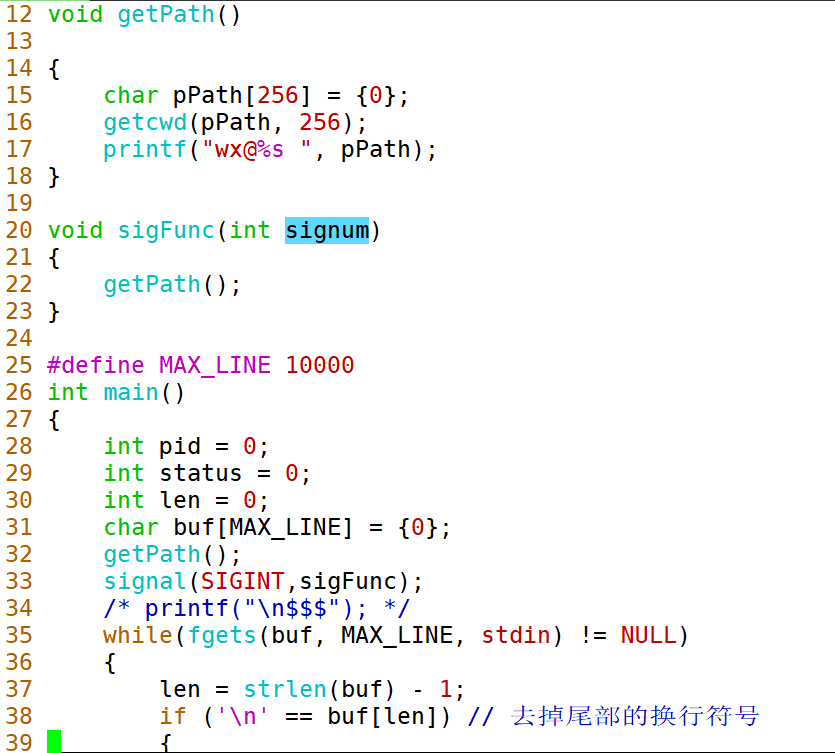 12 void getPath()
13
14 {
15     char pPath[256] = {0};
16     getcwd(pPath, 256);
17     printf("wx@%s ", pPath);
18 }
19
20 void sigFunc(int signum)
21 {
22     getPath();
23 }
24
25 #define MAX_LINE 10000
26 int main()
27 {
28     int pid = 0;
29     int status = 0;
30     int len = 0;
31     char buf[MAX_LINE] = {0};
32     getPath();
33     signal(SIGINT,sigFunc);
34     /* printf("\n$$$"); */
35     while(fgets(buf, MAX_LINE, stdin) != NULL)
36     {
37         len = strlen(buf) - 1;
38         if ('\n' == buf[len]) // 去掉尾部的换行符号
39         {